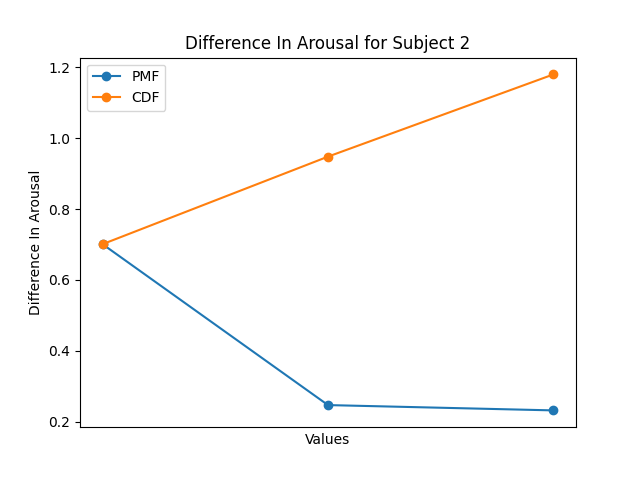 Difference In Arousal for Subject 2
PMF
CDF
1.2
1.0
0.8
0.6
0.4
0.2
Difference In Arousal
Values